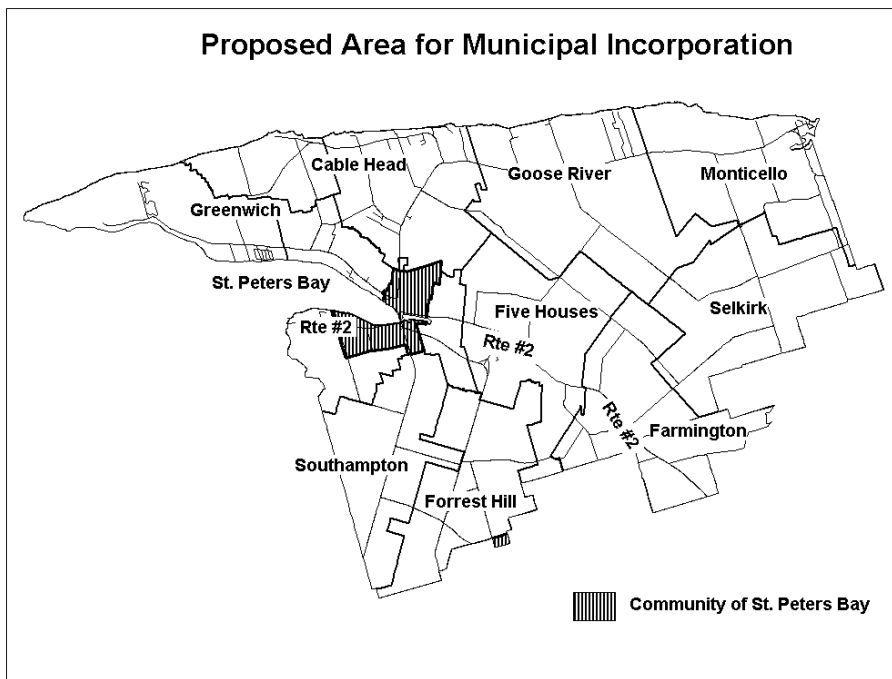 Proposed Area for Municipal Incorporation
Cable Head
Goose River
Monticello
Greenwich
St. Peters Bay
Rte #2
Five Houses
Selkirk
Rte #2
Rte #2
Farmington
Southampton
Forrest Hill
Community of St. Peters Bay